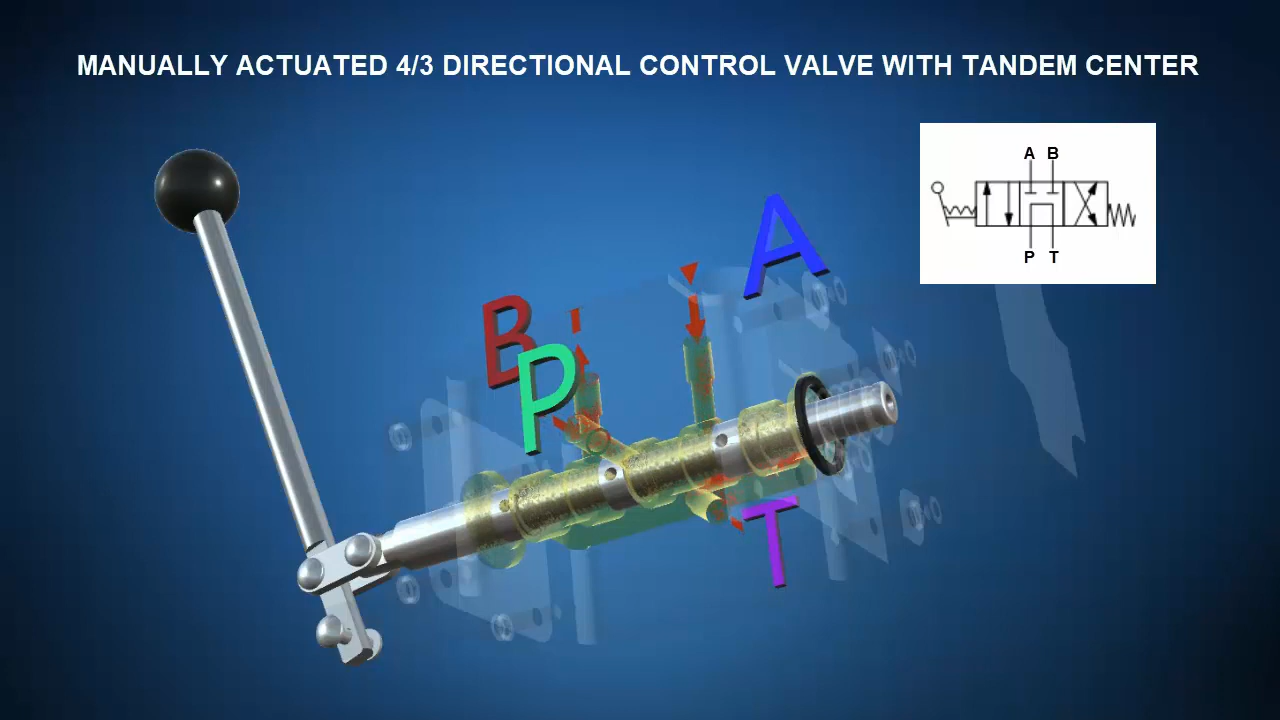 MANUALLY ACTUATED 4/3 DIRECTIONAL CONTROL VALVE WITH TANDEM CENTER
A B
P T
A
B
P
T